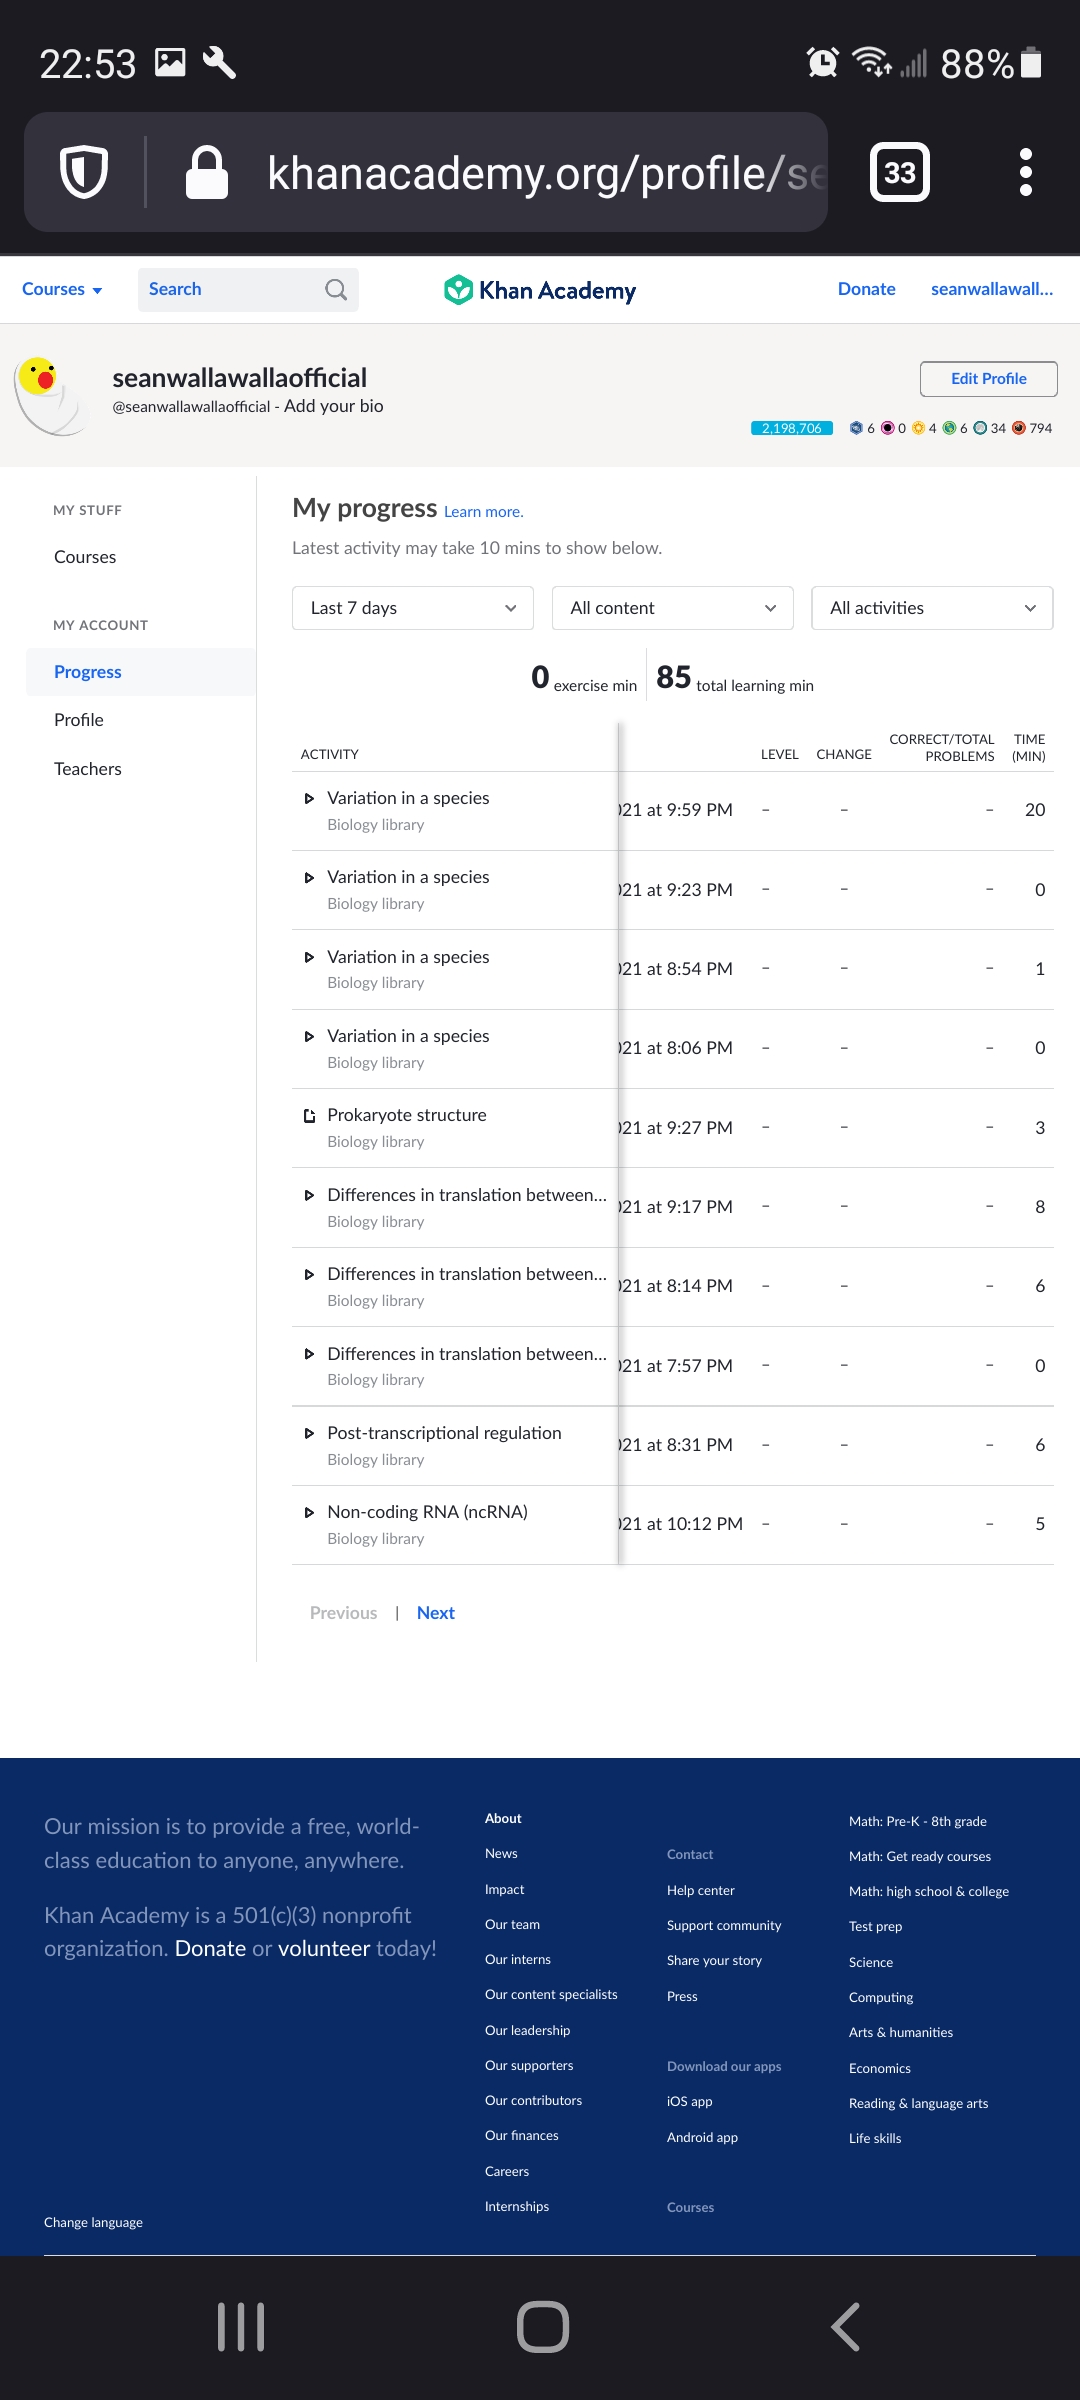 22:53
88%
khanacademy.org/profile/se
33
Courses
Search
Khan Academy
Donate
seanwallawall...
seanwallawallaofficial
@seanwallawallaofficial - Add your bio
Edit Profile
2,198,706 6 0 4 6 34 794
MY STUFF
Courses
MY ACCOUNT
Progress
Profile
Teachers
My progress Learn more.
Latest activity may take 10 mins to show below.
Last 7 days
All content
All activities
0 exercise min
85 total learning min
ACTIVITY LEVEL CHANGE CORRECT/TOTAL PROBLEMS TIME (MIN)
Variation in a species
Biology library
021 at 9:59 PM – – – 20
Variation in a species
Biology library
021 at 9:23 PM – – – 0
Variation in a species
Biology library
021 at 8:54 PM – – – 1
Variation in a species
Biology library
021 at 8:06 PM – – – 0
Prokaryote structure
Biology library
021 at 9:27 PM – – – 3
Differences in translation between...
Biology library
021 at 9:17 PM – – – 8
Differences in translation between...
Biology library
021 at 8:14 PM – – – 6
Differences in translation between...
Biology library
021 at 7:57 PM – – – 0
Post-transcriptional regulation
Biology library
021 at 8:31 PM – – – 6
Non-coding RNA (ncRNA)
Biology library
021 at 10:12 PM – – – 5
Previous | Next
Our mission is to provide a free, world-
class education to anyone, anywhere.
Khan Academy is a 501(c)(3) nonprofit
organization. Donate or volunteer today!
About
News
Impact
Our team
Our interns
Our content specialists
Our leadership
Our supporters
Our contributors
Our finances
Careers
Internships
Contact
Help center
Support community
Share your story
Press
Download our apps
iOS app
Android app
Courses
Math: Pre-K - 8th grade
Math: Get ready courses
Math: high school & college
Test prep
Science
Computing
Arts & humanities
Economics
Reading & language arts
Life skills
Change language